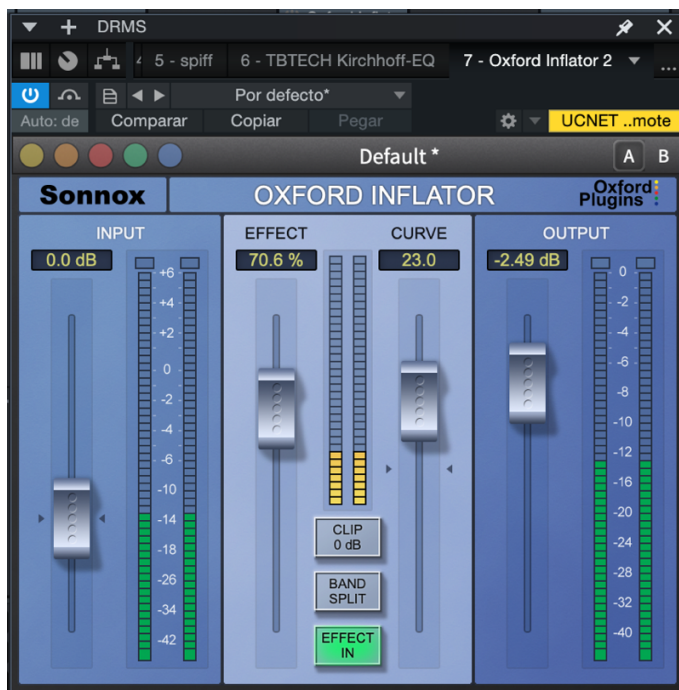 DRMS
5 - spiff
6 - TBTECH Kirchhoff-EQ
7 - Oxford Inflator 2
...
Por defecto*
Auto: de
Comparar
Copiar
Pegar
UCNET ..mote
Default *
A
B
Sonnox
OXFORD INFLATOR
Oxford
Plugins
INPUT
0.0 dB
+6
+4
+2
0
-2
-4
-6
-10
-14
-18
-26
-34
-42
EFFECT
70.6 %
CURVE
23.0
CLIP
0 dB
BAND
SPLIT
EFFECT
IN
OUTPUT
-2.49 dB
0
-2
-4
-6
-8
-10
-12
-16
-20
-24
-28
-32
-40